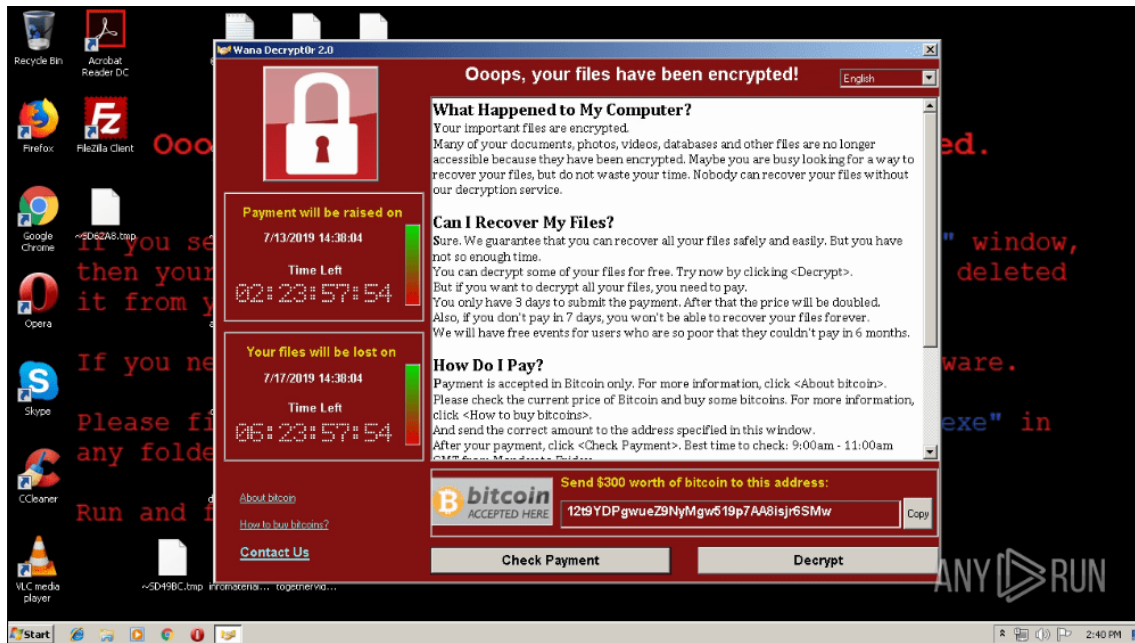 Recycle Bin
Acrobat
Reader DC
Firefox
FileZilla Client
Google
Chrome
~SD62A8.tmp
Opera
Skype
CCleaner
VLC media
player
~SD49BC.tmp
infomaterial...
togethervid...
Ooo
ed.
If you se
" window,
then your
deleted
it from y
If you ne
ware.
Please fi
exe" in
any folde
Run and f
Wana Decrypt0r 2.0
Ooops, your files have been encrypted!
English
Payment will be raised on
7/13/2019 14:38:04
Time Left
02:23:57:54
Your files will be lost on
7/17/2019 14:38:04
Time Left
06:23:57:54
About bitcoin
How to buy bitcoins?
Contact Us
What Happened to My Computer?
Your important files are encrypted.
Many of your documents, photos, videos, databases and other files are no longer
accessible because they have been encrypted. Maybe you are busy looking for a way to
recover your files, but do not waste your time. Nobody can recover your files without
our decryption service.
Can I Recover My Files?
Sure. We guarantee that you can recover all your files safely and easily. But you have
not so enough time.
You can decrypt some of your files for free. Try now by clicking <Decrypt>.
But if you want to decrypt all your files, you need to pay.
You only have 3 days to submit the payment. After that the price will be doubled.
Also, if you don't pay in 7 days, you won't be able to recover your files forever.
We will have free events for users who are so poor that they couldn't pay in 6 months.
How Do I Pay?
Payment is accepted in Bitcoin only. For more information, click <About bitcoin>.
Please check the current price of Bitcoin and buy some bitcoins. For more information,
click <How to buy bitcoins>.
And send the correct amount to the address specified in this window.
After your payment, click <Check Payment>. Best time to check: 9:00am - 11:00am
GMT from Monday to Friday.
bitcoin
ACCEPTED HERE
Send $300 worth of bitcoin to this address:
12t9YDPgwueZ9NyMgw519p7AA8isjr6SMw
Copy
Check Payment
Decrypt
ANY RUN
Start
2:40 PM